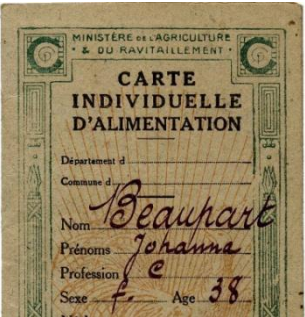 MINISTÈRE DE L'AGRICULTURE
& DU RAVITAILLEMENT
CARTE
INDIVIDUELLE
D'ALIMENTATION
Département d
Commune d
Nom Beaupart
Prénoms Johanna
Profession C
Sexe f. Age 38